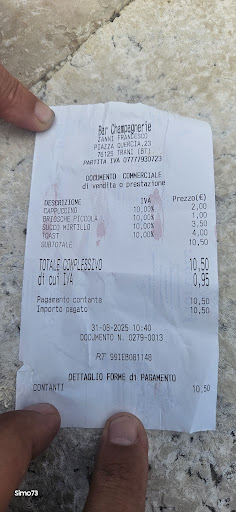 Bar Champagnerie
IANNI FRANCESCO
PIAZZA QUERCIA,23
76125 TRANI (BT)
PARTITA IVA 07777930723
DOCUMENTO COMMERCIALE
di vendita o prestazione
DESCRIZIONE IVA Prezzo(€)
CAPPUCCINO 10,00% 2,00
BRIOSCHE PICCOLA 10,00% 1,00
SUCCO MIRTILLO 10,00% 3,50
TOAST 10,00% 4,00
SUBTOTALE 10,50
TOTALE COMPLESSIVO 10,50
di cui IVA 0,95
Pagamento contante 10,50
Importo pagato 10,50
31-08-2025 10:40
DOCUMENTO N. 0279-0013
RT 99IEB081148
DETTAGLIO FORME di PAGAMENTO
CONTANTI 10,50
Simo73